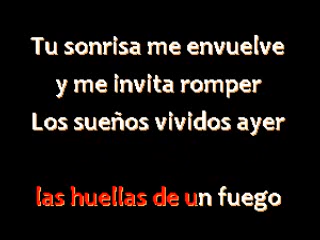 Tu sonrisa me envuelve
y me invita romper
Los sueños vividos ayer
las huellas de un fuego